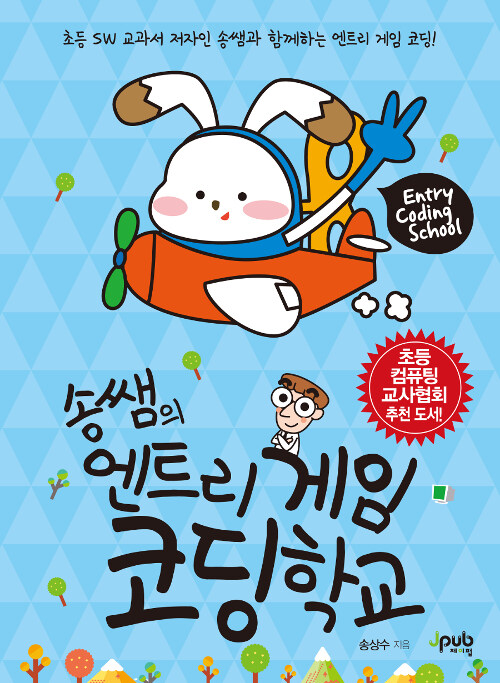 초등 SW 교과서 저자인 송쌤과 함께하는 엔트리 게임 코딩!
Entry
Coding
School
초등
컴퓨팅
교사협회
추천 도서!
송쌤의
엔트리 게임
코딩학교
송상수 지음
Jpub
제이펍